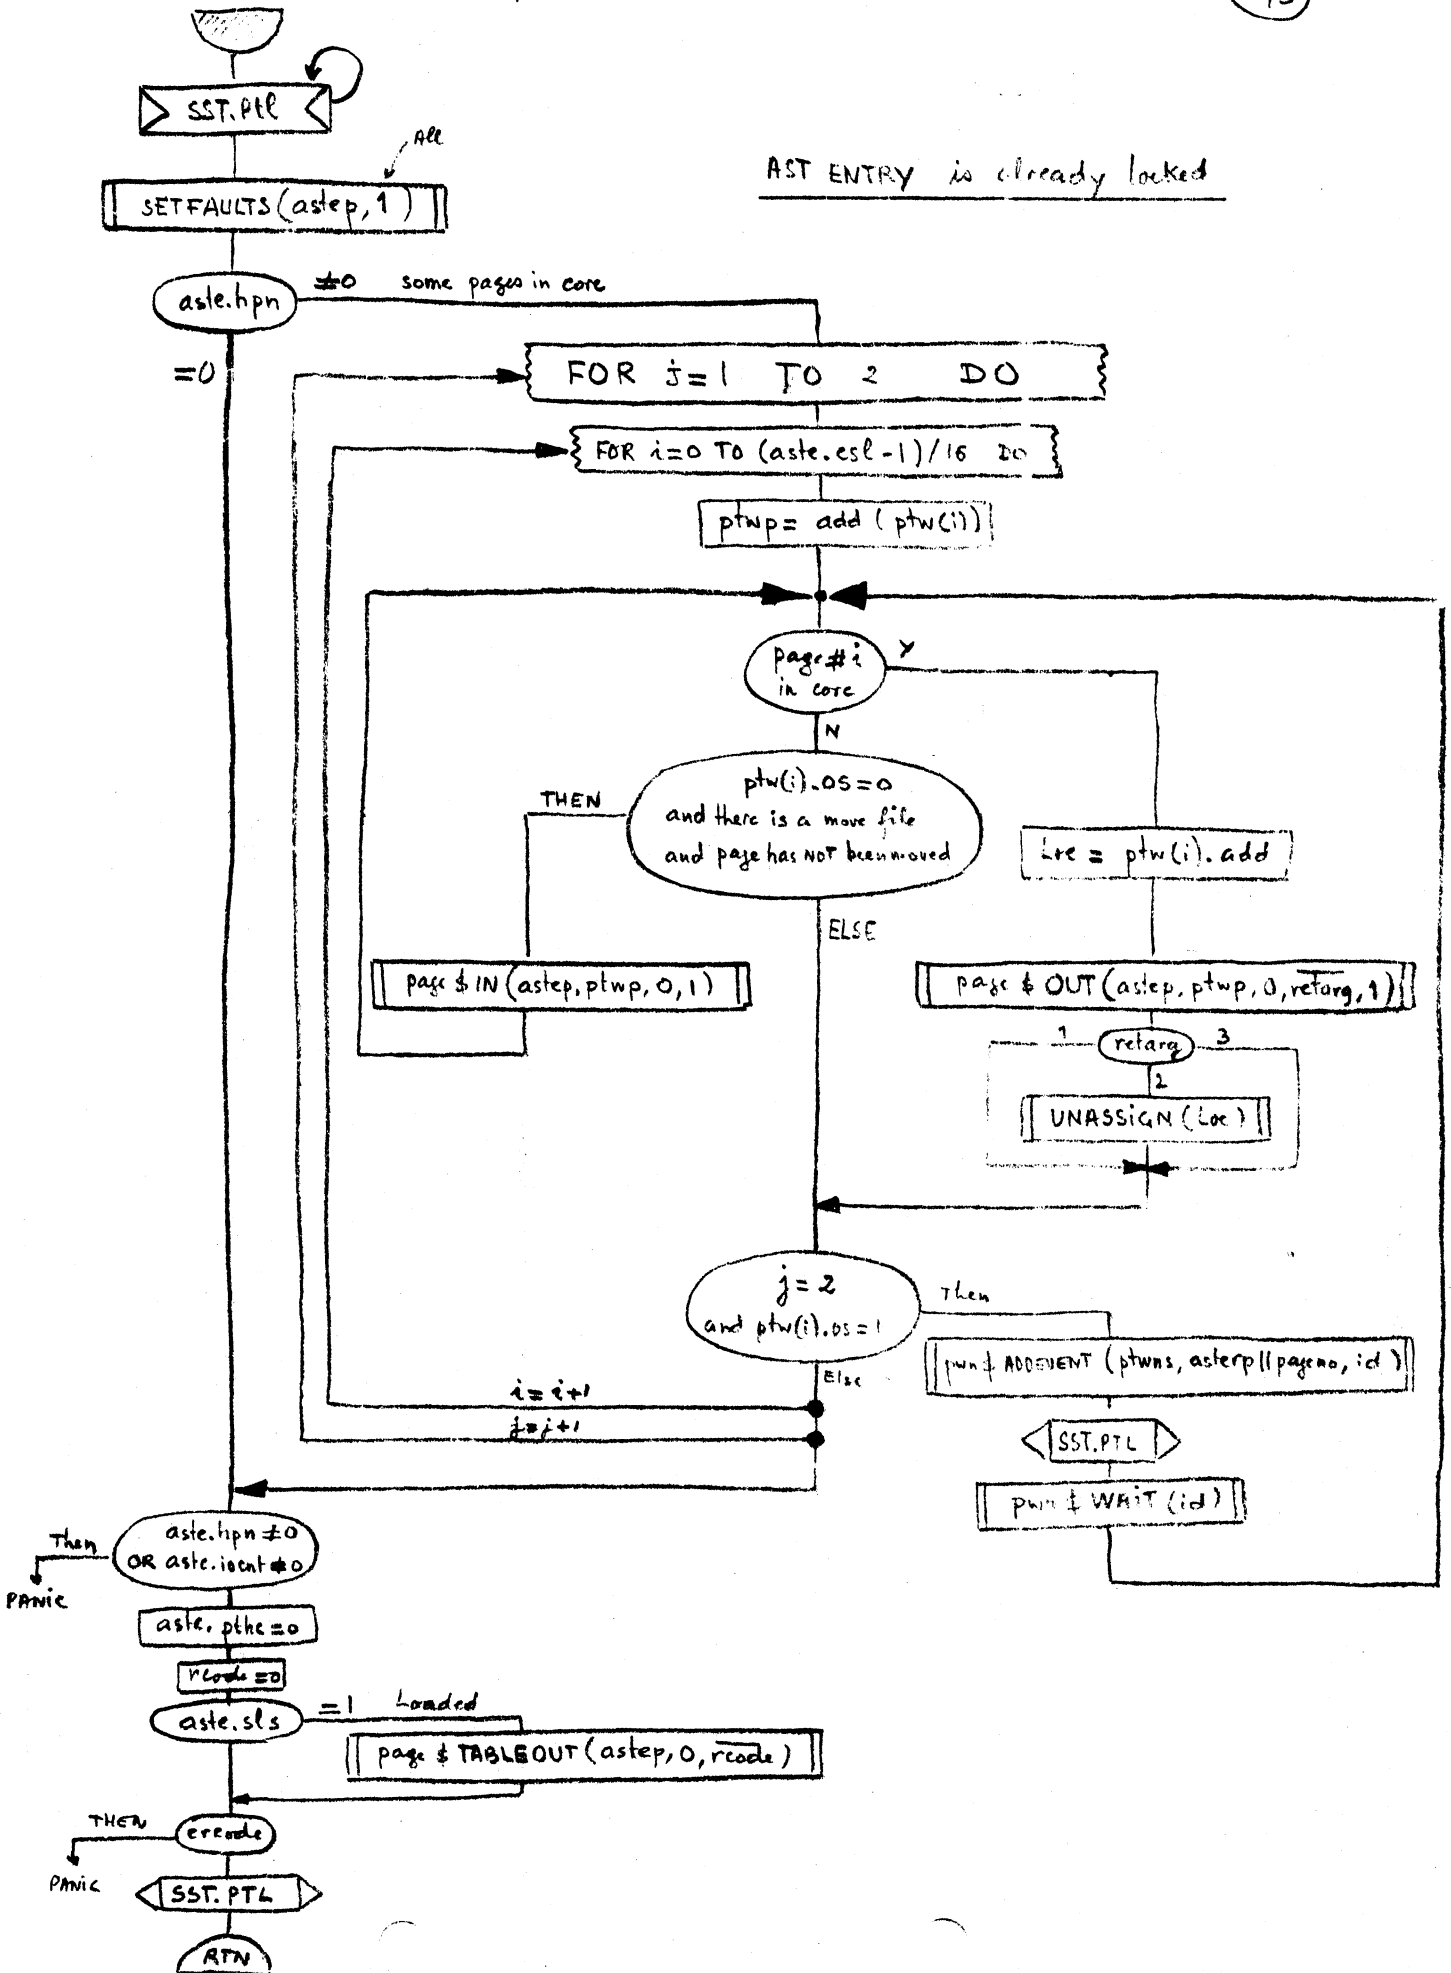 SST.Ptl
All
AST ENTRY is already locked
SETFAULTS(astep, 1)
aste.hpn
≠0 some pages in core
=0
FOR j=1 TO 2 DO
FOR i=0 TO (aste.csl-1)/16 DO
ptwp= add (ptw(i))
page#i
in core
Y
N
ptw(i).os=0
and there is a move file
and page has NOT been moved
THEN
ELSE
Loc = ptw(i).add
page $ IN (astep, ptwp, 0, 1)
page $ OUT (astep, ptwp, 0, retarg, 1)
1
retarg
3
2
UNASSIGN (Loc)
j=2
and ptw(i).os=1
Then
Else
pwn $ ADDEVENT (ptwns, asterp||pageno, id)
i=i+1
j=j+1
SST.PTL
pwn $ WAIT (id)
aste.hpn ≠0
OR aste.iocnt ≠0
Then
PANIC
aste.pthc=0
rcode=0
aste.sls
=1 Loaded
page $ TABLEOUT (astep, 0, rcode)
THEN
ercode
PANIC
SST.PTL
RTN